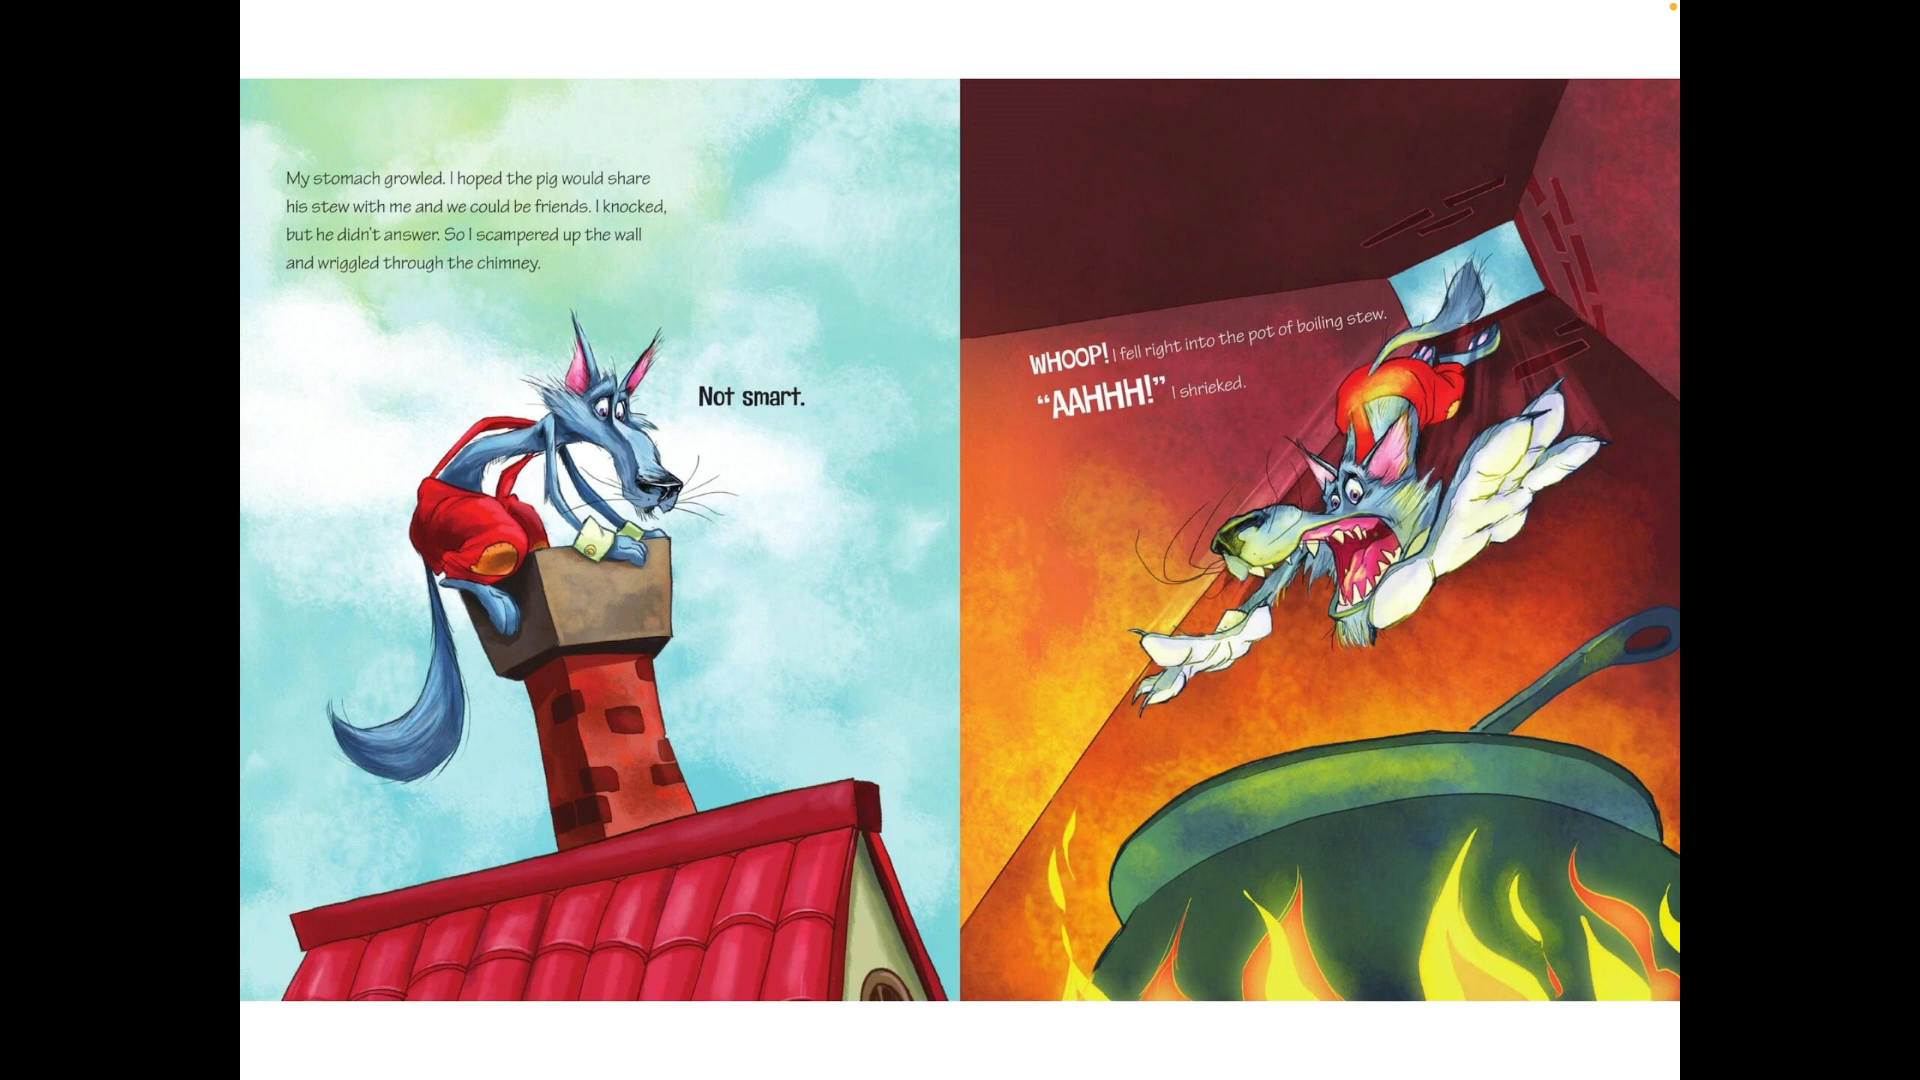 My stomach growled. I hoped the pig would share
his stew with me and we could be friends. I knocked,
but he didn't answer. So I scampered up the wall
and wriggled through the chimney.
Not smart.
WHOOP! I fell right into the pot of boiling stew.
“AAHHH!” I shrieked.